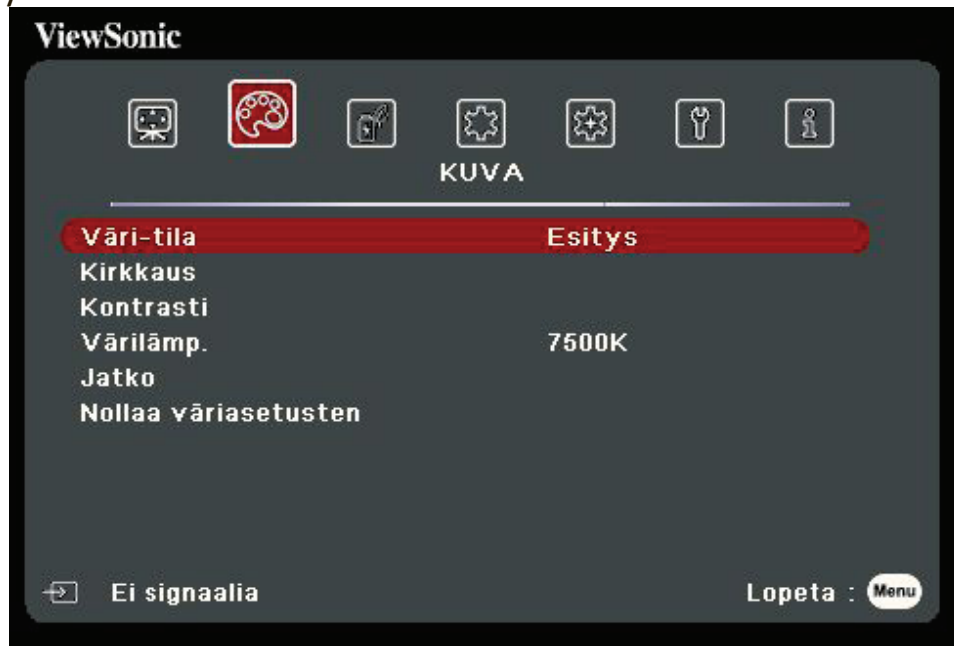 ViewSonic
KUVA
Väri-tila Esitys
Kirkkaus
Kontrasti
Värilämp. 7500K
Jatko
Nollaa väriasetusten
Ei signaalia Lopeta : Menu